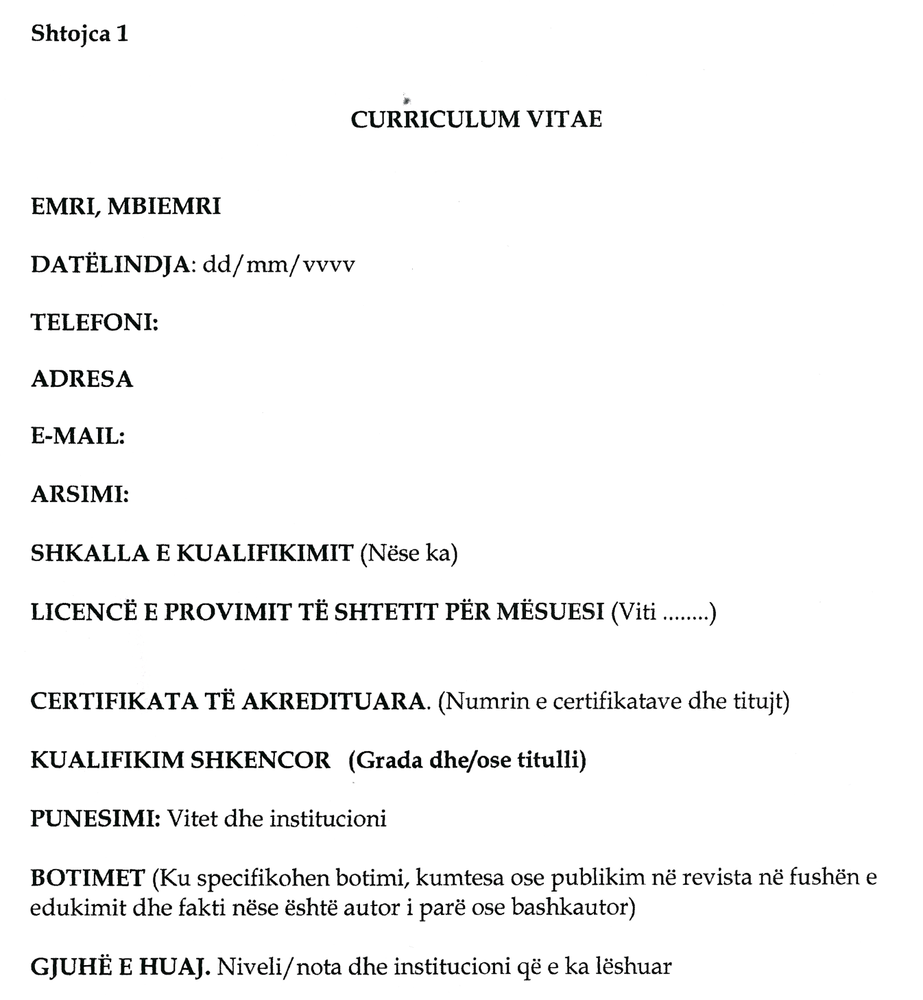 Shtojca 1
CURRICULUM VITAE
EMRI, MBIEMRI
DATËLINDJA: dd/mm/vvvv
TELEFONI:
ADRESA
E-MAIL:
ARSIMI:
SHKALLA E KUALIFIKIMIT (Nëse ka)
LICENCË E PROVIMIT TË SHTETIT PËR MËSUESI (Viti ........)
CERTIFIKATA TË AKREDITUARA. (Numrin e certifikatave dhe titujt)
KUALIFIKIM SHKENCOR (Grada dhe/ose titulli)
PUNESIMI: Vitet dhe institucioni
BOTIMET (Ku specifikohen botimi, kumtesa ose publikim në revista në fushën e
edukimit dhe fakti nëse është autor i parë ose bashkautor)
GJUHË E HUAJ. Niveli/nota dhe institucioni që e ka lëshuar